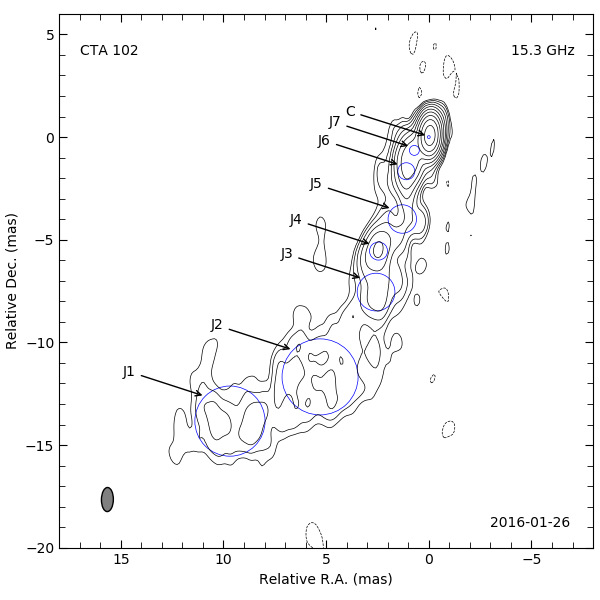 CTA 102
15.3 GHz
C
J7
J6
J5
J4
J3
J2
J1
2016-01-26
5
0
−5
−10
−15
−20
15
10
5
0
−5
Relative Dec. (mas)
Relative R.A. (mas)